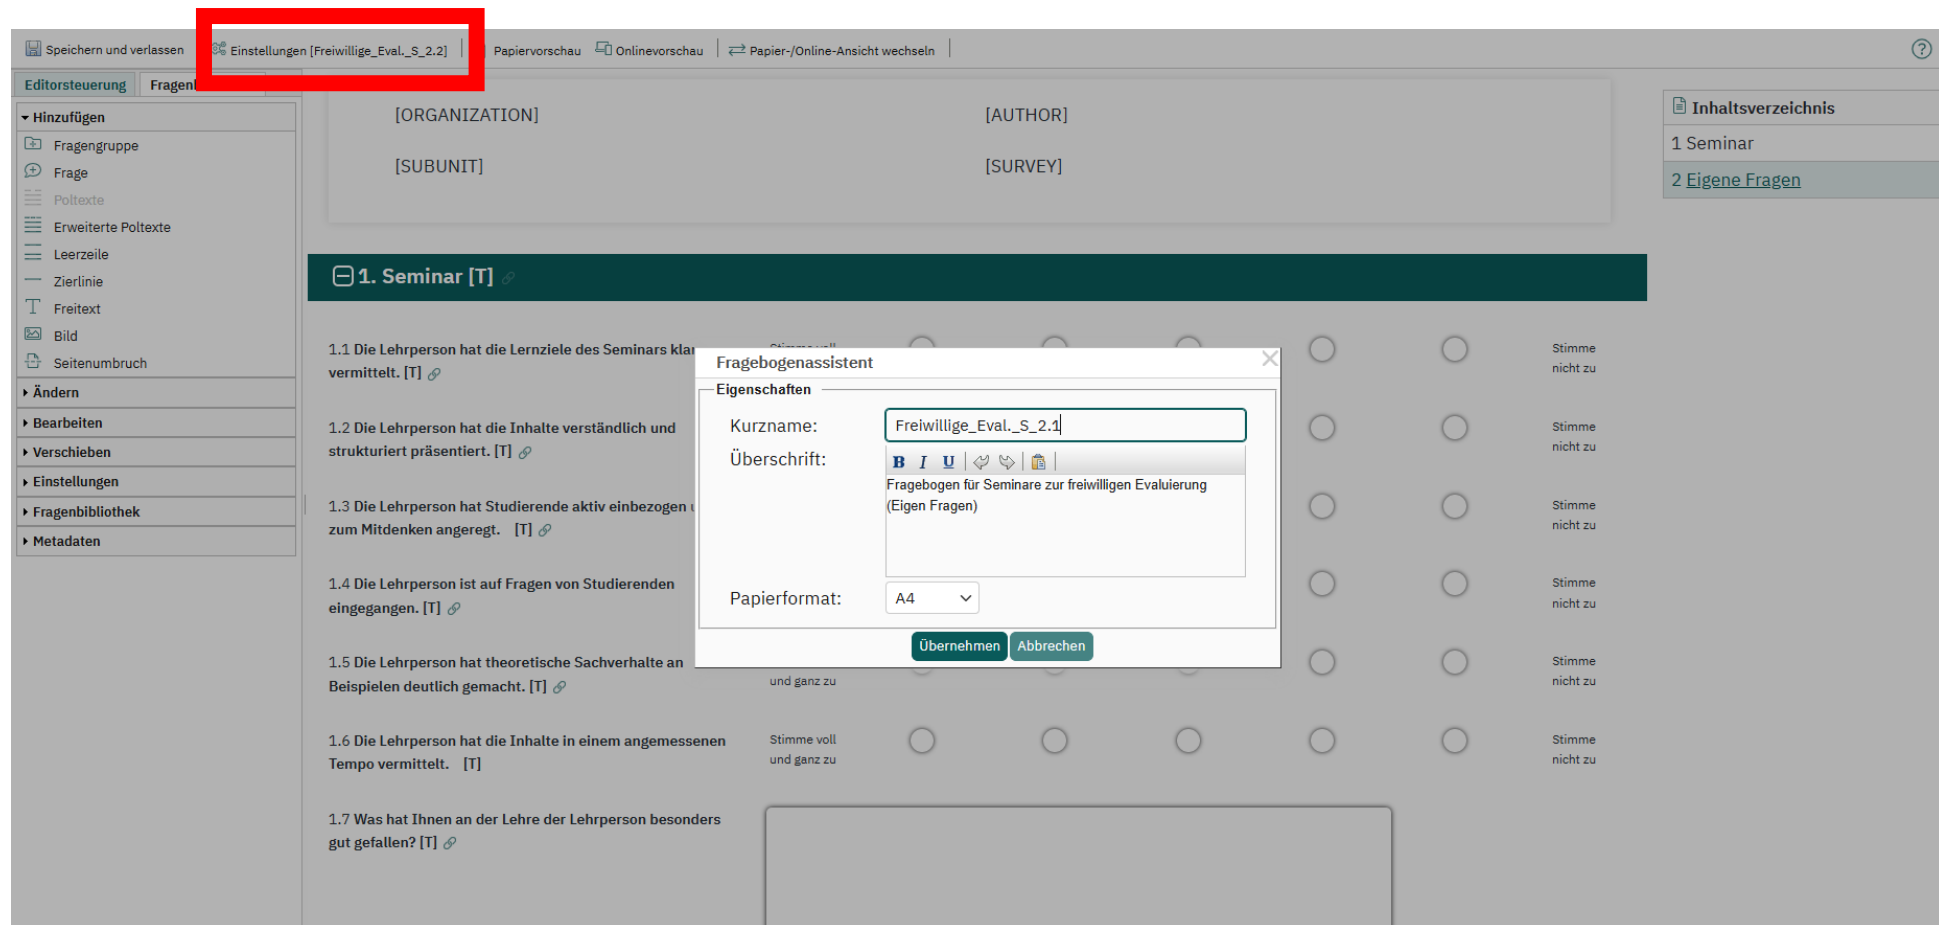 Speichern und verlassen
Einstellungen [Freiwillige_Eval._S_2.2]
Papiervorschau
Onlinevorschau
Papier-/Online-Ansicht wechseln
Editorsteuerung
Hinzufügen
Fragengruppe
Frage
Poltexte
Erweiterte Poltexte
Leerzeile
Zierlinie
Freitext
Bild
Seitenumbruch
Ändern
Bearbeiten
Verschieben
Einstellungen
Fragenbibliothek
Metadaten
[ORGANIZATION]
[AUTHOR]
[SUBUNIT]
[SURVEY]
Inhaltsverzeichnis
1 Seminar
2 Eigene Fragen
1. Seminar [T]
1.1 Die Lehrperson hat die Lernziele des Seminars
vermittelt. [T]
Stimme
nicht zu
1.2 Die Lehrperson hat die Inhalte verständlich und
strukturiert präsentiert. [T]
Stimme
nicht zu
1.3 Die Lehrperson hat Studierende aktiv einbezogen
zum Mitdenken angeregt. [T]
Stimme
nicht zu
1.4 Die Lehrperson ist auf Fragen von Studierenden
eingegangen. [T]
Stimme
nicht zu
1.5 Die Lehrperson hat theoretische Sachverhalte an
Beispielen deutlich gemacht. [T]
und ganz zu
Stimme
nicht zu
1.6 Die Lehrperson hat die Inhalte in einem angemessenen
Tempo vermittelt. [T]
Stimme voll
und ganz zu
Stimme
nicht zu
1.7 Was hat Ihnen an der Lehre der Lehrperson besonders
gut gefallen? [T]
Fragebogenassistent
Eigenschaften
Kurzname:
Freiwillige_Eval._S_2.1
Überschrift:
B I U
Fragebogen für Seminare zur freiwilligen Evaluierung
(Eigen Fragen)
Papierformat:
A4
Übernehmen
Abbrechen